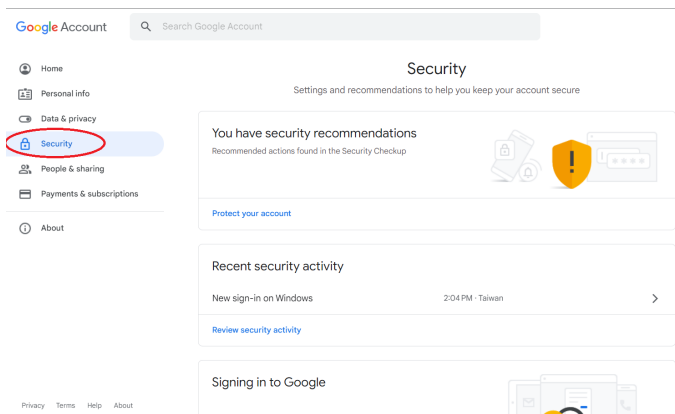 Google Account
Search Google Account
Home
Personal info
Data & privacy
Security
People & sharing
Payments & subscriptions
About
Privacy Terms Help About
Security
Settings and recommendations to help you keep your account secure
You have security recommendations
Recommended actions found in the Security Checkup
Protect your account
Recent security activity
New sign-in on Windows 2:04 PM · Taiwan
Review security activity
Signing in to Google